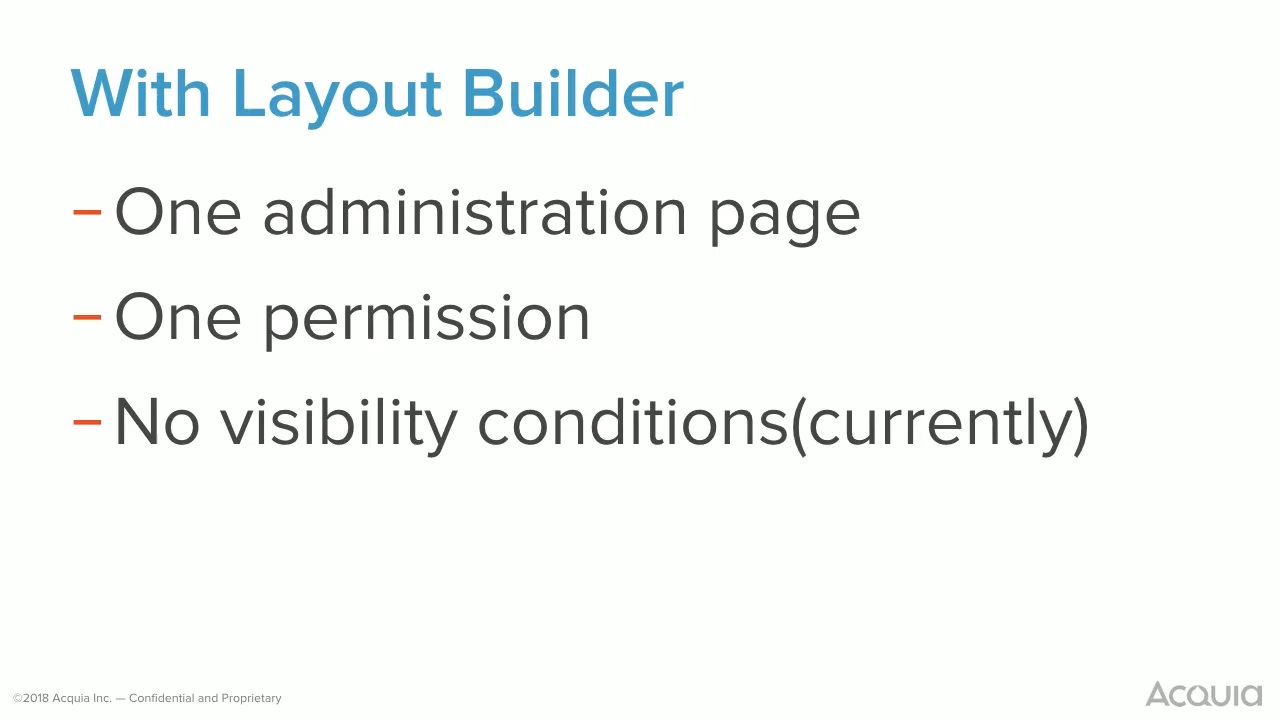 With Layout Builder
– One administration page
– One permission
– No visibility conditions(currently)
©2018 Acquia Inc. — Confidential and Proprietary
Acquia